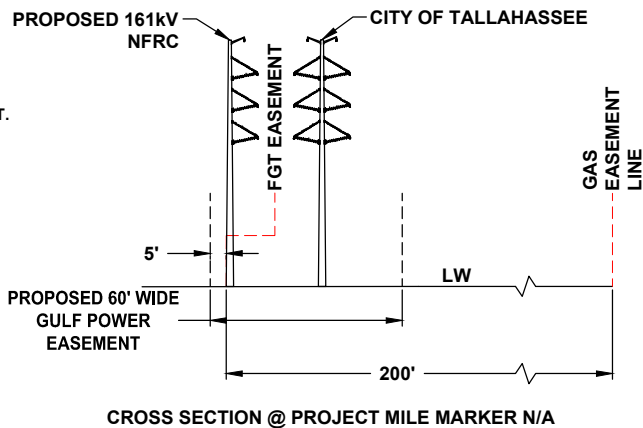 PROPOSED 161kV
NFRC
CITY OF TALLAHASSEE
T.
FGT EASEMENT
GAS
EASEMENT
LINE
5'
LW
PROPOSED 60' WIDE
GULF POWER
EASEMENT
200'
CROSS SECTION @ PROJECT MILE MARKER N/A